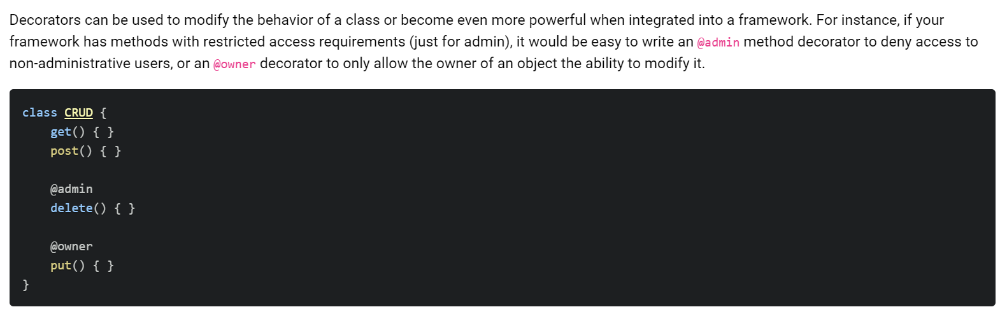 Decorators can be used to modify the behavior of a class or become even more powerful when integrated into a framework. For instance, if your
framework has methods with restricted access requirements (just for admin), it would be easy to write an @admin method decorator to deny access to
non-administrative users, or an @owner decorator to only allow the owner of an object the ability to modify it.
class CRUD {
    get() { }
    post() { }

    @admin
    delete() { }

    @owner
    put() { }
}